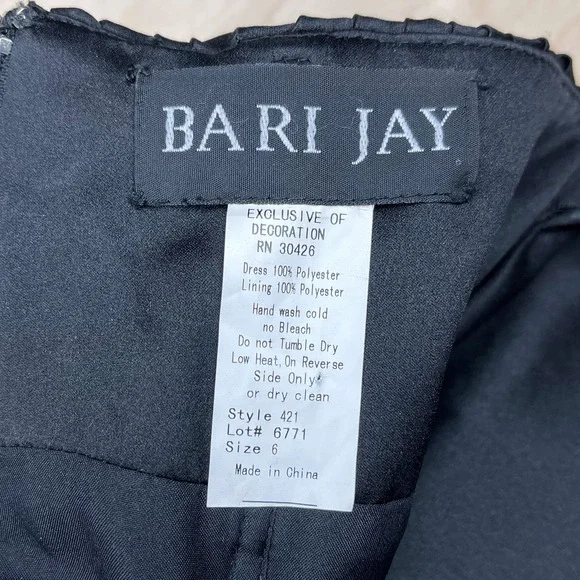 BARI JAY
EXCLUSIVE OF
DECORATION
RN 30426
Dress 100% Polyester
Lining 100% Polyester
Hand wash cold
no Bleach
Do not Tumble Dry
Low Heat, On Reverse
Side Only
or dry clean
Style 421
Lot# 6771
Size 6
Made in China